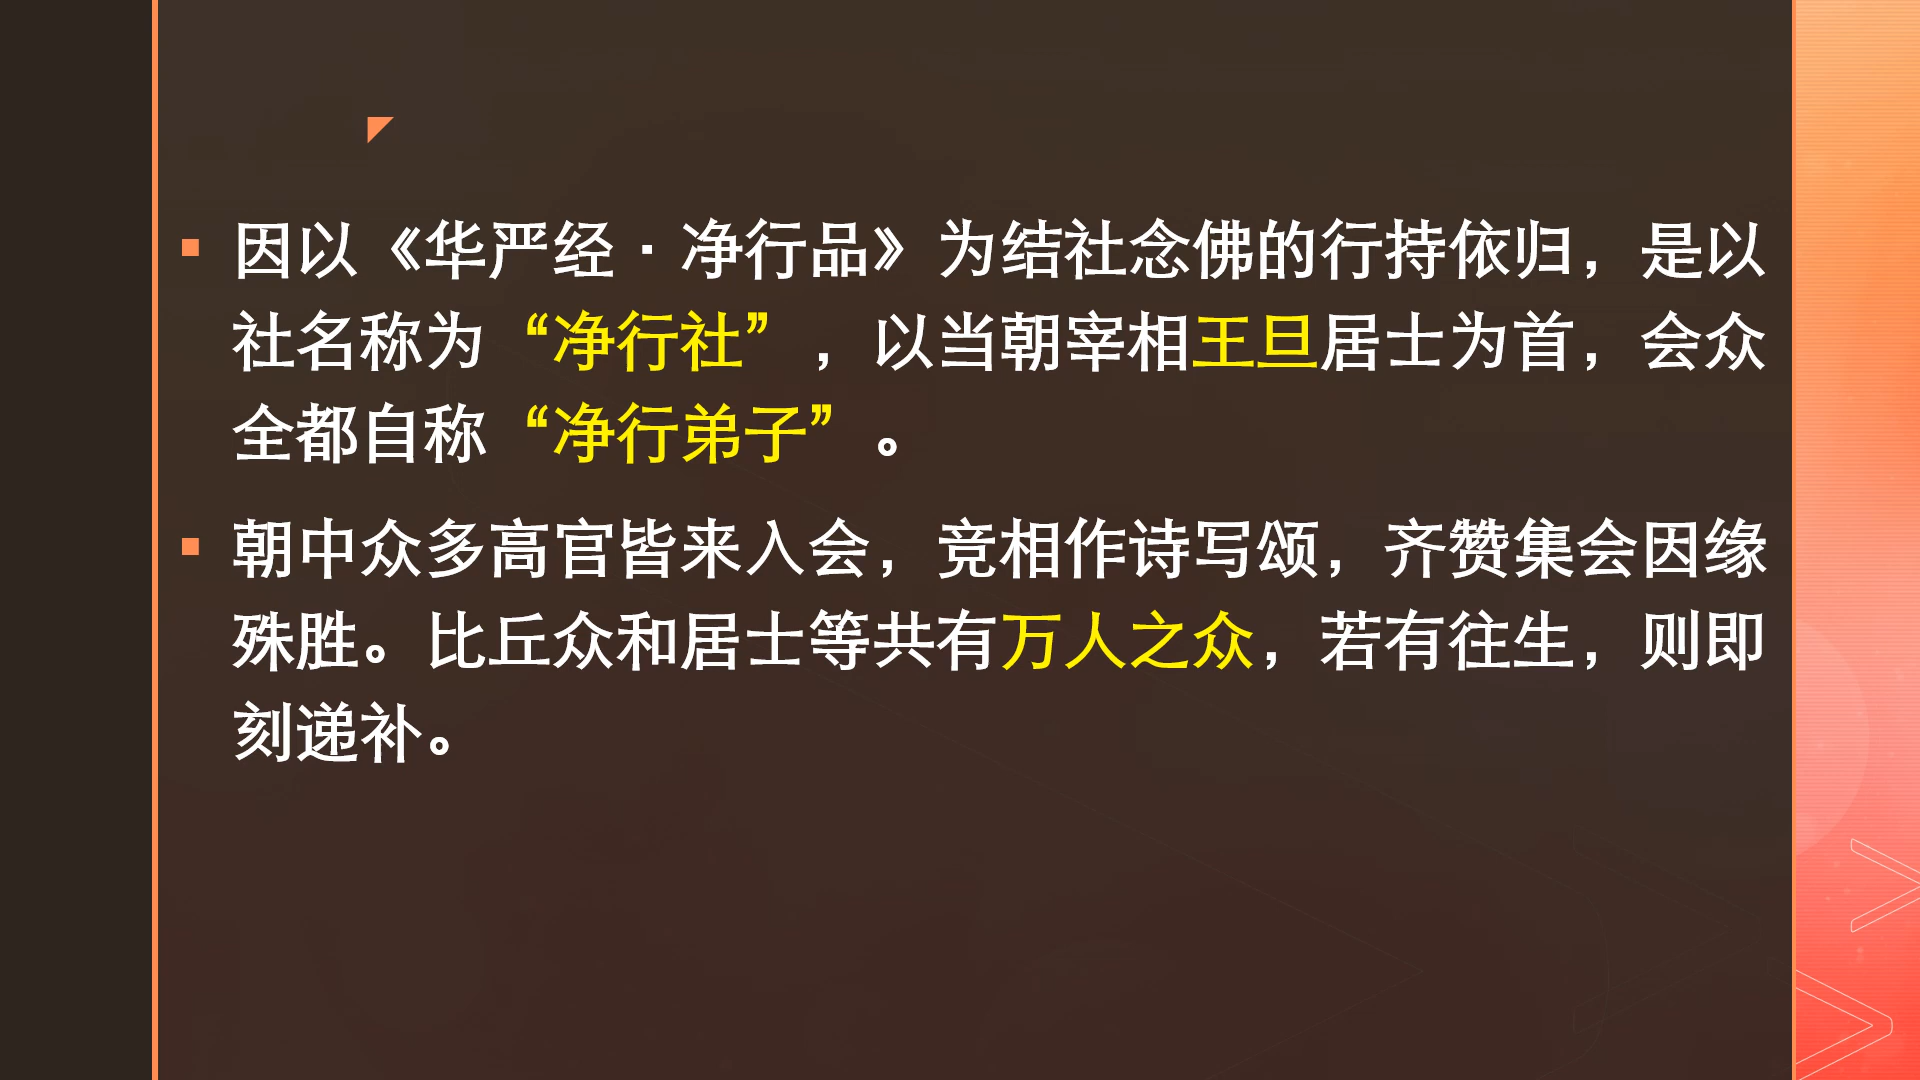 因以《华严经·净行品》为结社念佛的行持依归，是以
社名称为“净行社”，以当朝宰相王旦居士为首，会众
全都自称“净行弟子”。
朝中众多高官皆来入会，竞相作诗写颂，齐赞集会因缘
殊胜。比丘众和居士等共有万人之众，若有往生，则即
刻递补。